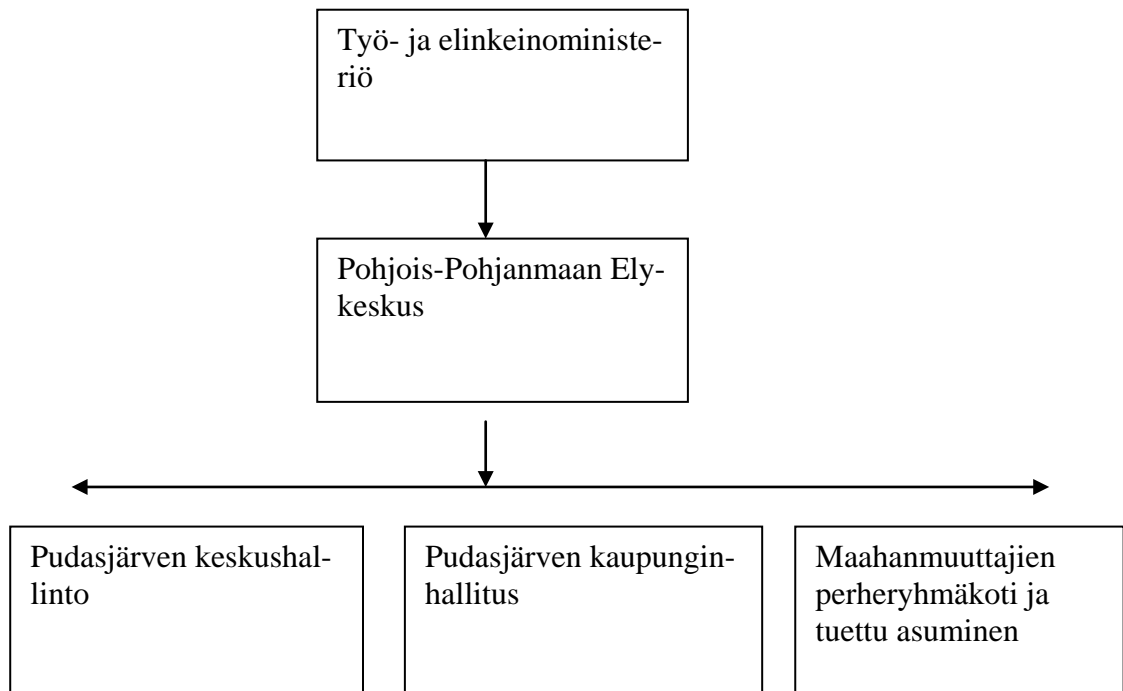 Työ- ja elinkeinoministe-
riö
Pohjois-Pohjanmaan Ely-
keskus
Pudasjärven keskushal-
linto
Pudasjärven kaupungin-
hallitus
Maahanmuuttajien
perheryhmäkoti ja
tuettu asuminen